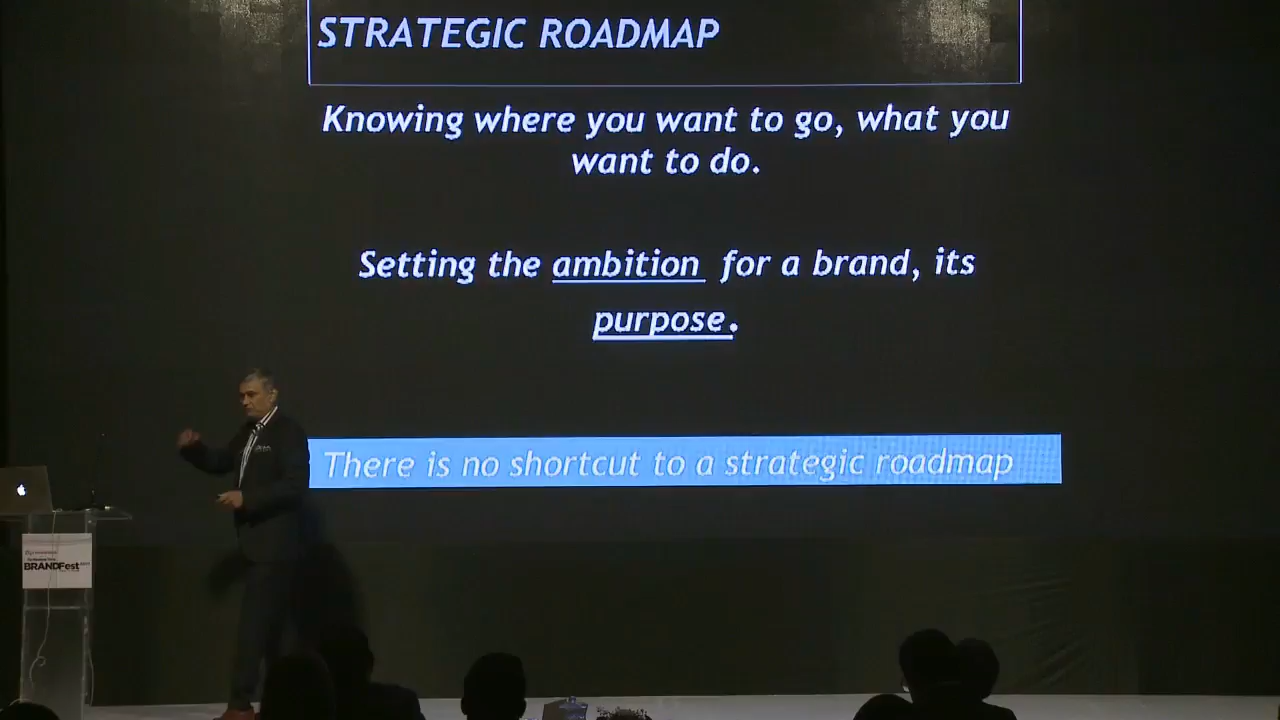 STRATEGIC ROADMAP
Knowing where you want to go, what you
want to do.
Setting the ambition for a brand, its
purpose.
There is no shortcut to a strategic roadmap
BRANDFest